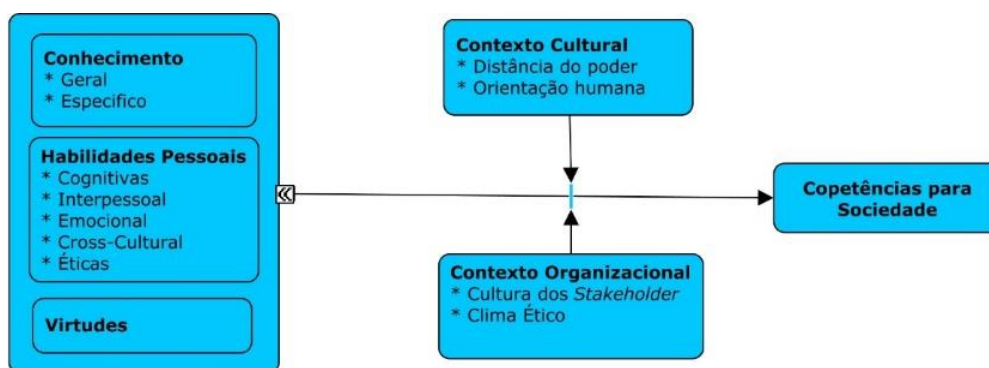 Conhecimento
* Geral
* Especifico
Habilidades Pessoais
* Cognitivas
* Interpessoal
* Emocional
* Cross-Cultural
* Éticas
Virtudes
Contexto Cultural
* Distância do poder
* Orientação humana
Contexto Organizacional
* Cultura dos Stakeholder
* Clima Ético
Copetências para
Sociedade